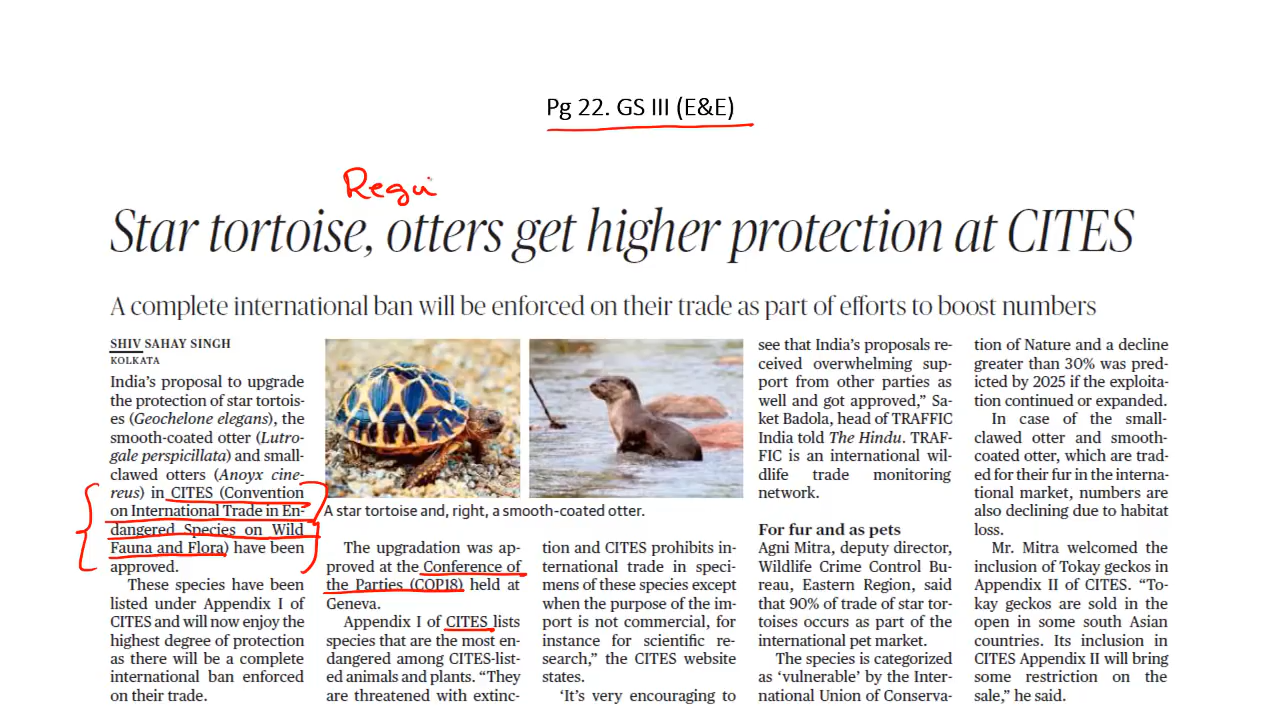 Pg 22. GS III (E&E)
Regu
Star tortoise, otters get higher protection at CITES
A complete international ban will be enforced on their trade as part of efforts to boost numbers
SHIV SAHAY SINGH
KOLKATA
India's proposal to upgrade
the protection of star tortois-
es (Geochelone elegans), the
smooth-coated otter (Lutro-
gale perspicillata) and small-
clawed otters (Anoyx cine-
reus) in CITES (Convention
on International Trade in En-
dangered Species on Wild
Fauna and Flora) have been
approved.
These species have been
listed under Appendix I of
CITES and will now enjoy the
highest degree of protection
as there will be a complete
international ban enforced
on their trade.
A star tortoise and, right, a smooth-coated otter.
The upgradation was ap-
proved at the Conference of
the Parties (COP18) held at
Geneva.
Appendix I of CITES lists
species that are the most en-
dangered among CITES-list-
ed animals and plants. "They
are threatened with extinc-
tion and CITES prohibits in-
ternational trade in speci-
mens of these species except
when the purpose of the im-
port is not commercial, for
instance for scientific re-
search," the CITES website
states.
'It's very encouraging to
see that India's proposals re-
ceived overwhelming sup-
port from other parties as
well and got approved," Sa-
ket Badola, head of TRAFFIC
India told The Hindu. TRAF-
FIC is an international wil-
dlife trade monitoring
network.
For fur and as pets
Agni Mitra, deputy director,
Wildlife Crime Control Bu-
reau, Eastern Region, said
that 90% of trade of star tor-
toises occurs as part of the
international pet market.
The species is categorized
as 'vulnerable' by the Inter-
national Union of Conserva-
tion of Nature and a decline
greater than 30% was pred-
icted by 2025 if the exploita-
tion continued or expanded.
In case of the small-
clawed otter and smooth-
coated otter, which are trad-
ed for their fur in the interna-
tional market, numbers are
also declining due to habitat
loss.
Mr. Mitra welcomed the
inclusion of Tokay geckos in
Appendix II of CITES. "To-
kay geckos are sold in the
open in some south Asian
countries. Its inclusion in
CITES Appendix II will bring
some restriction on the
sale," he said.